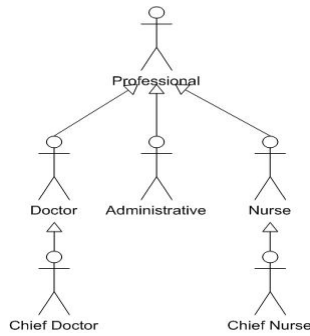 Professional
Doctor
Administrative
Nurse
Chief Doctor
Chief Nurse